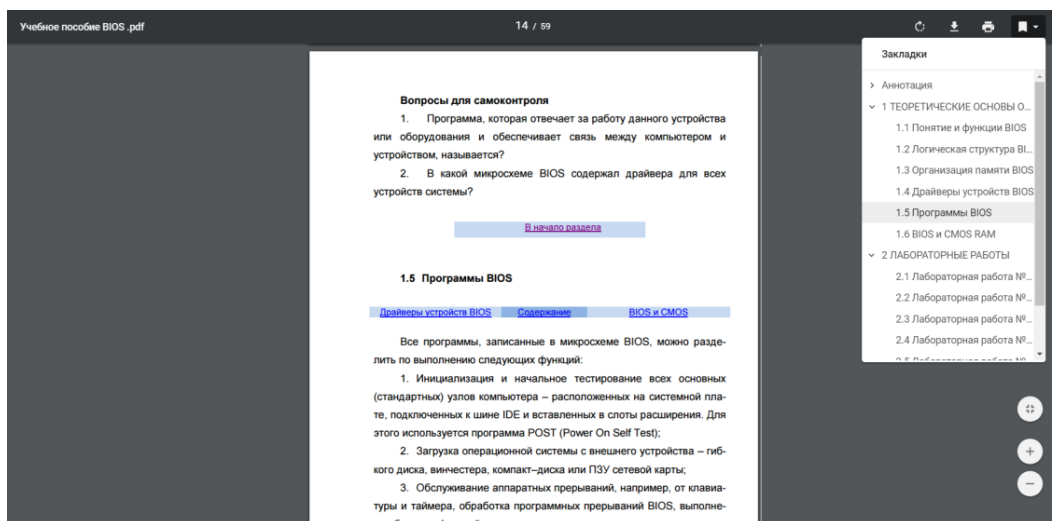 Учебное пособие BIOS .pdf
14 / 59
Закладки
Аннотация
1 ТЕОРЕТИЧЕСКИЕ ОСНОВЫ О...
1.1 Понятие и функции BIOS
1.2 Логическая структура BI...
1.3 Организация памяти BIOS
1.4 Драйверы устройств BIOS
1.5 Программы BIOS
1.6 BIOS и CMOS RAM
2 ЛАБОРАТОРНЫЕ РАБОТЫ
2.1 Лабораторная работа №...
2.2 Лабораторная работа №...
2.3 Лабораторная работа №...
2.4 Лабораторная работа №...
Вопросы для самоконтроля
1. Программа, которая отвечает за работу данного устройства
или оборудования и обеспечивает связь между компьютером и
устройством, называется?
2. В какой микросхеме BIOS содержал драйвера для всех
устройств системы?
В начало раздела
1.5 Программы BIOS
Драйверы устройств BIOS Содержание BIOS и CMOS
Все программы, записанные в микросхеме BIOS, можно разде-
лить по выполнению следующих функций:
1. Инициализация и начальное тестирование всех основных
(стандартных) узлов компьютера – расположенных на системной пла-
те, подключенных к шине IDE и вставленных в слоты расширения. Для
этого используется программа POST (Power On Self Test);
2. Загрузка операционной системы с внешнего устройства – гиб-
кого диска, винчестера, компакт–диска или ПЗУ сетевой карты;
3. Обслуживание аппаратных прерываний, например, от клавиа-
туры и таймера, обработка программных прерываний BIOS, выполне-